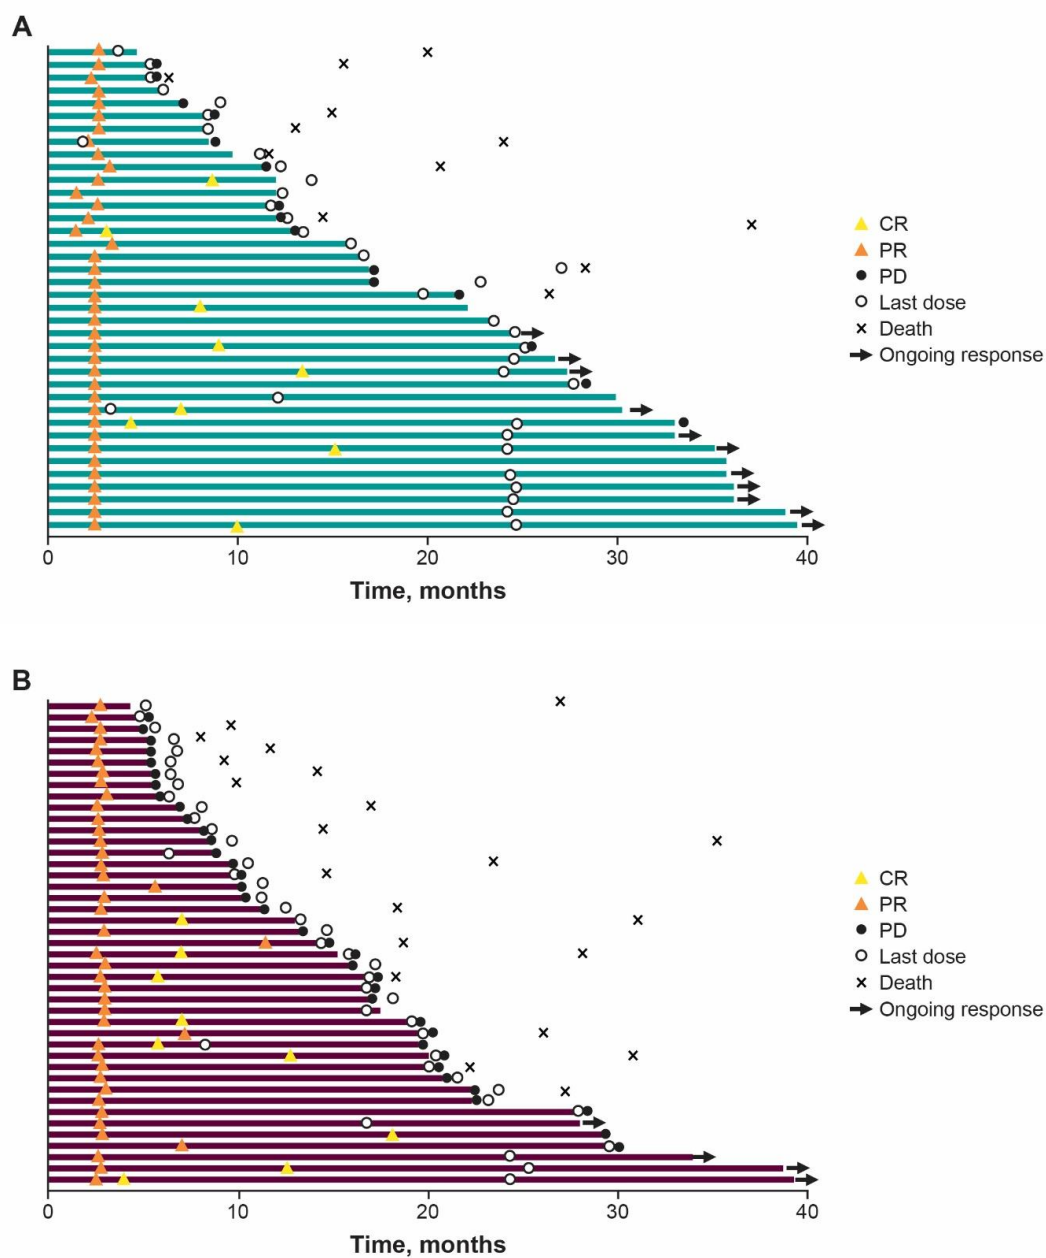 A
CR
PR
PD
Last dose
Death
Ongoing response
0 10 20 30 40
Time, months
B
CR
PR
PD
Last dose
Death
Ongoing response
0 10 20 30 40
Time, months